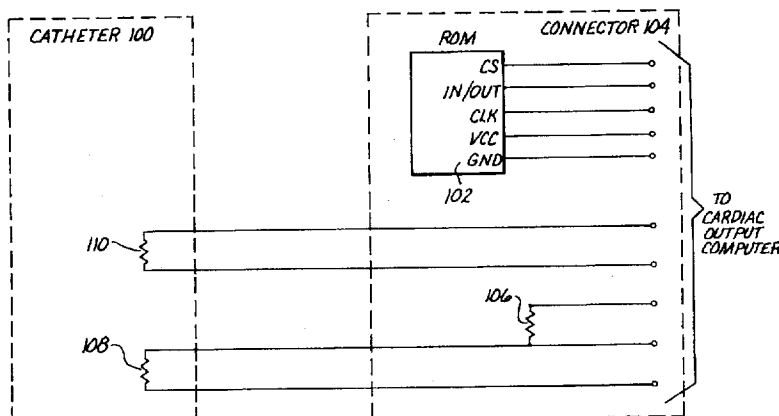 CATHETER 100
CONNECTOR 104
ROM
CS
IN/OUT
CLK
VCC
GND
102
TO
CARDIAC
OUTPUT
COMPUTER
110
106
108